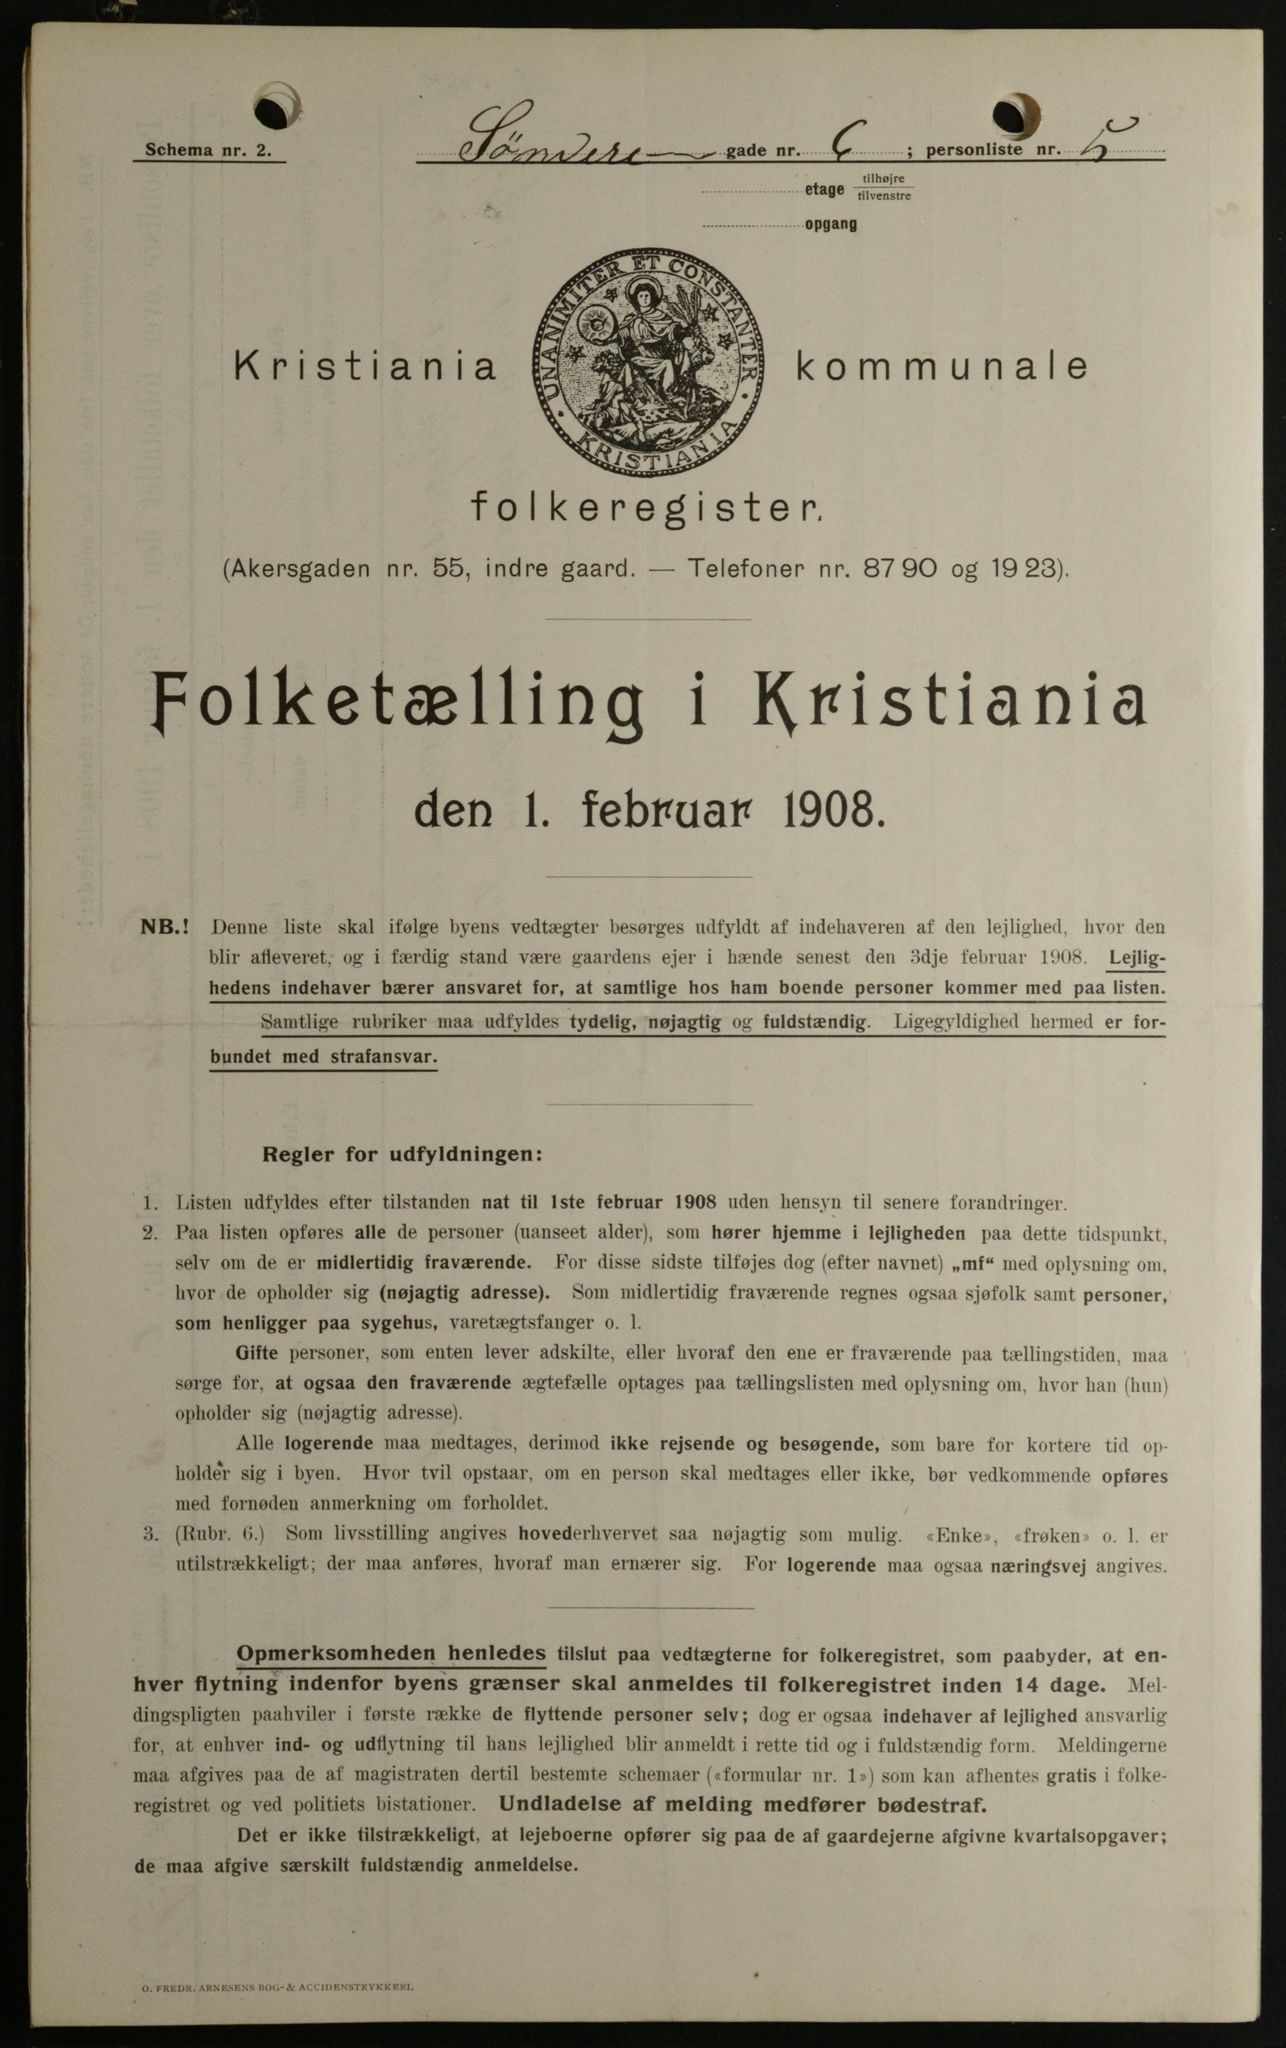 Schema nr. 2.
Søndre gade nr. 6 ; personliste nr. 5
etage tilhøjre
tilvenstre
opgang
UNANIMITER ET CONSTANTER
KRISTIANIA
Kristiania kommunale
folkeregister.
(Akersgaden nr. 55, indre gaard. — Telefoner nr. 87 90 og 19 23).
Folketælling i Kristiania
den 1. februar 1908.
NB.! Denne liste skal ifølge byens vedtægter besørges udfyldt af indehaveren af den lejlighed, hvor den
blir afleveret, og i færdig stand være gaardens ejer i hænde senest den 3dje februar 1908. Lejlig-
hedens indehaver bærer ansvaret for, at samtlige hos ham boende personer kommer med paa listen.
Samtlige rubriker maa udfyldes tydelig, nøjagtig og fuldstændig. Ligegyldighed hermed er for-
bundet med strafansvar.
Regler for udfyldningen:
1. Listen udfyldes efter tilstanden nat til 1ste februar 1908 uden hensyn til senere forandringer.
2. Paa listen opføres alle de personer (uanseet alder), som hører hjemme i lejligheden paa dette tidspunkt,
selv om de er midlertidig fraværende. For disse sidste tilføjes dog (efter navnet) „mf“ med oplysning om,
hvor de opholder sig (nøjagtig adresse). Som midlertidig fraværende regnes ogsaa sjøfolk samt personer,
som henligger paa sygehus, varetægtsfanger o. l.
Gifte personer, som enten lever adskilte, eller hvoraf den ene er fraværende paa tællingstiden, maa
sørge for, at ogsaa den fraværende ægtefælle optages paa tællingslisten med oplysning om, hvor han (hun)
opholder sig (nøjagtig adresse).
Alle logerende maa medtages, derimod ikke rejsende og besøgende, som bare for kortere tid op-
holder sig i byen. Hvor tvil opstaar, om en person skal medtages eller ikke, bør vedkommende opføres
med fornøden anmerkning om forholdet.
3. (Rubr. 6.) Som livsstilling angives hovederhvervet saa nøjagtig som mulig. «Enke», «frøken» o. l. er
utilstrækkeligt; der maa anføres, hvoraf man ernærer sig. For logerende maa ogsaa næringsvej angives.
Opmerksomheden henledes tilslut paa vedtægterne for folkeregistret, som paabyder, at en-
hver flytning indenfor byens grænser skal anmeldes til folkeregistret inden 14 dage. Mel-
dingspligten paahviler i første række de flyttende personer selv; dog er ogsaa indehaver af lejlighed ansvarlig
for, at enhver ind- og udflytning til hans lejlighed blir anmeldt i rette tid og i fuldstændig form. Meldingerne
maa afgives paa de af magistraten dertil bestemte schemaer («formular nr. 1») som kan afhentes gratis i folke-
registret og ved politiets bistationer. Undladelse af melding medfører bødestraf.
Det er ikke tilstrækkeligt, at lejeboerne opfører sig paa de af gaardejerne afgivne kvartalsopgaver;
de maa afgive særskilt fuldstændig anmeldelse.
O. FREDR. ARNESENS BOG- & ACCIDENSTRYKKERI.